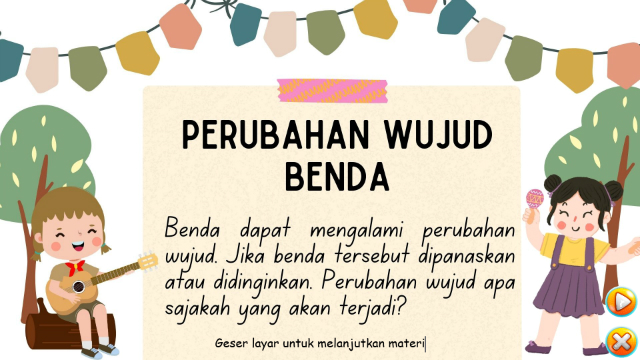 PERUBAHAN WUJUD
BENDA
Benda dapat mengalami perubahan
wujud. Jika benda tersebut dipanaskan
atau didinginkan. Perubahan wujud apa
sajakah yang akan terjadi?
Geser layar untuk melanjutkan materi